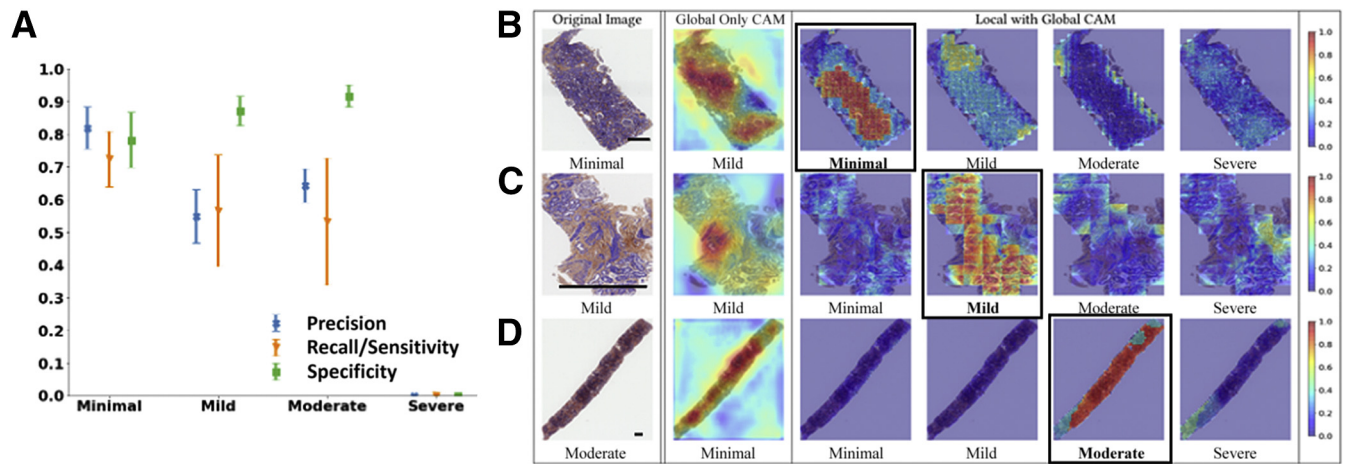 A
1.0
0.9
0.8
0.7
0.6
0.5
0.4
0.3
0.2
0.1
0.0
Precision
Recall/Sensitivity
Specificity
Minimal Mild Moderate Severe
B
Original Image Global Only CAM Local with Global CAM
1.0
0.8
0.6
0.4
0.2
0.0
Minimal Mild Minimal Mild Moderate Severe
C
1.0
0.8
0.6
0.4
0.2
0.0
Mild Mild Minimal Mild Moderate Severe
D
1.0
0.8
0.6
0.4
0.2
0.0
Moderate Minimal Minimal Mild Moderate Severe